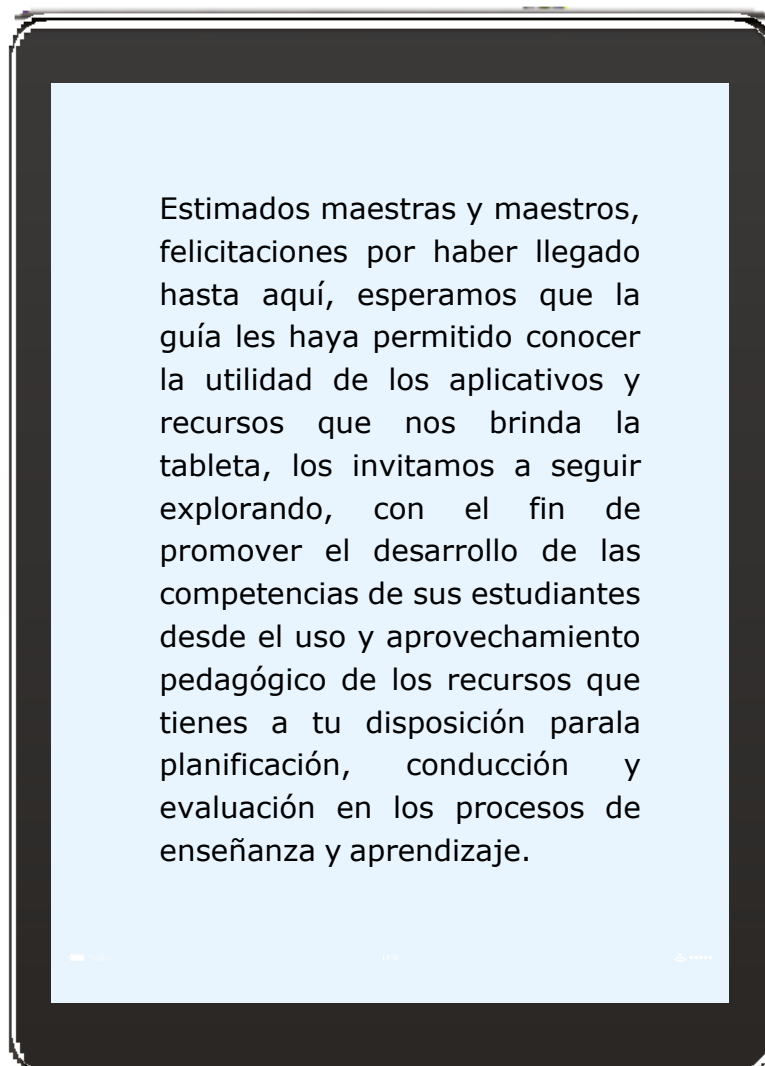 Estimados maestras y maestros,
felicitaciones por haber llegado
hasta aquí, esperamos que la
guía les haya permitido conocer
la utilidad de los aplicativos y
recursos que nos brinda la
tableta, los invitamos a seguir
explorando, con el fin de
promover el desarrollo de las
competencias de sus estudiantes
desde el uso y aprovechamiento
pedagógico de los recursos que
tienes a tu disposición parala
planificación, conducción y
evaluación en los procesos de
enseñanza y aprendizaje.